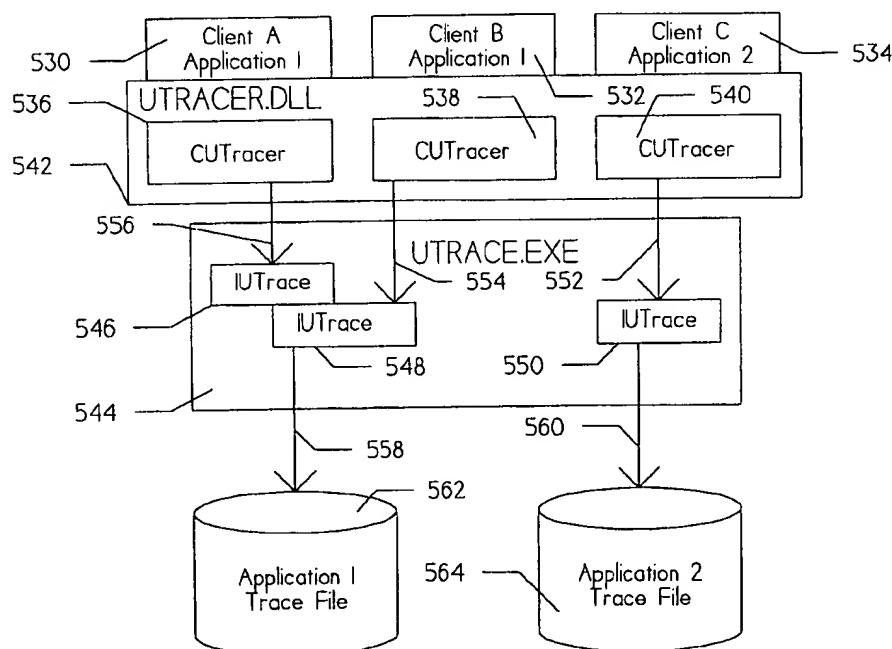 Client A
Application 1
Client B
Application 1
Client C
Application 2
530
532
534
UTRACER.DLL
536
538
540
CUTracer
CUTracer
CUTracer
542
556
UTRACE.EXE
554
552
IUTrace
546
IUTrace
IUTrace
548
550
544
558
560
562
Application 1
Trace File
564
Application 2
Trace File